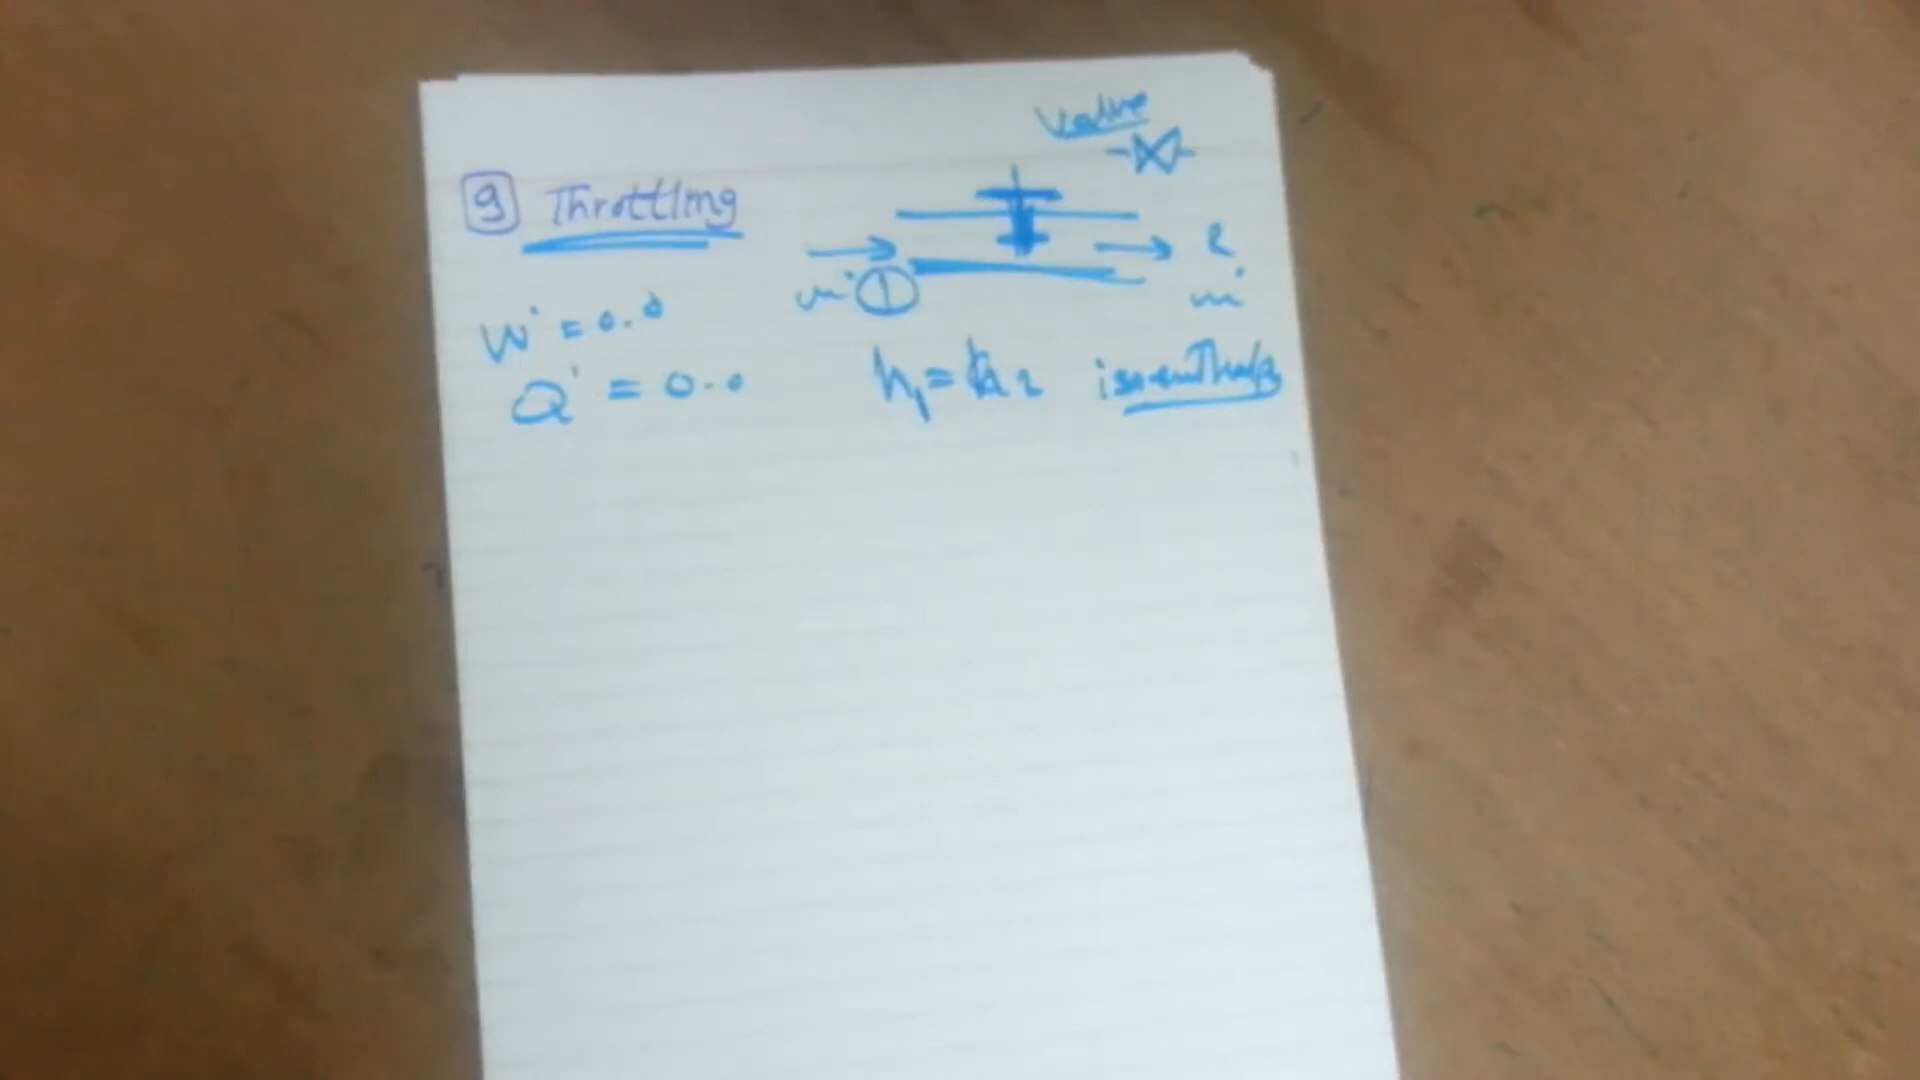 Valve
9 Throttling
ṁ 1
2
ṁ
Ẇ = 0.0
Q̇ = 0.0
h1 = h2